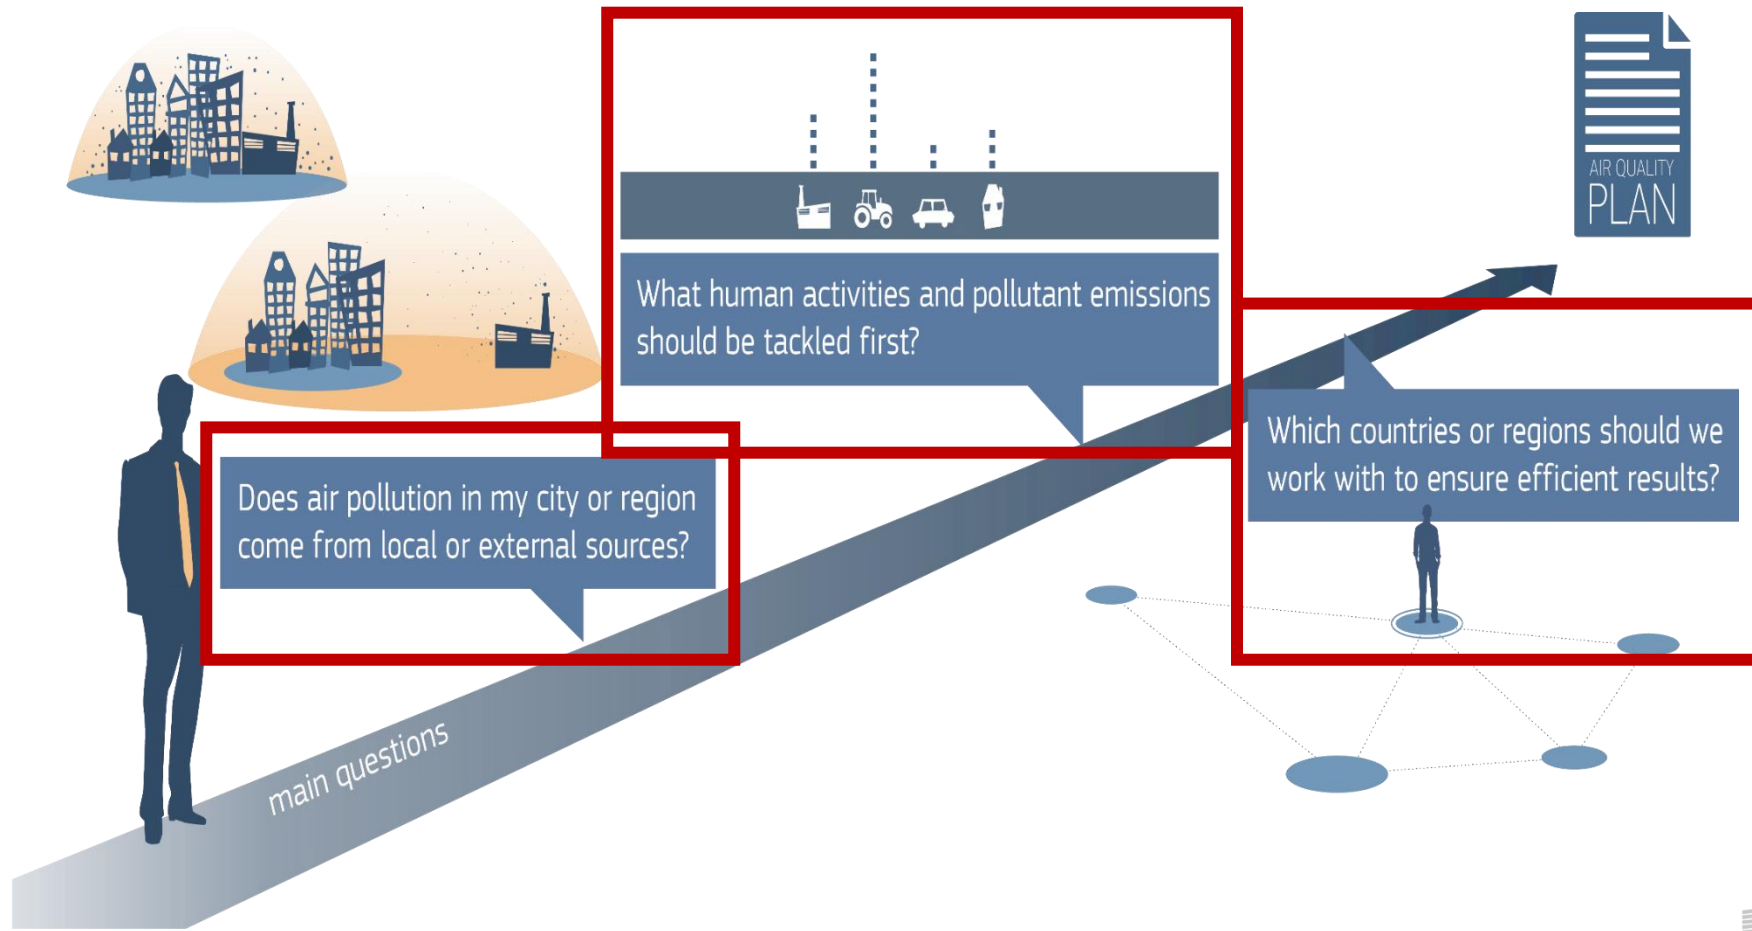 AIR QUALITY
PLAN
What human activities and pollutant emissions
should be tackled first?
Which countries or regions should we
work with to ensure efficient results?
Does air pollution in my city or region
come from local or external sources?
main questions